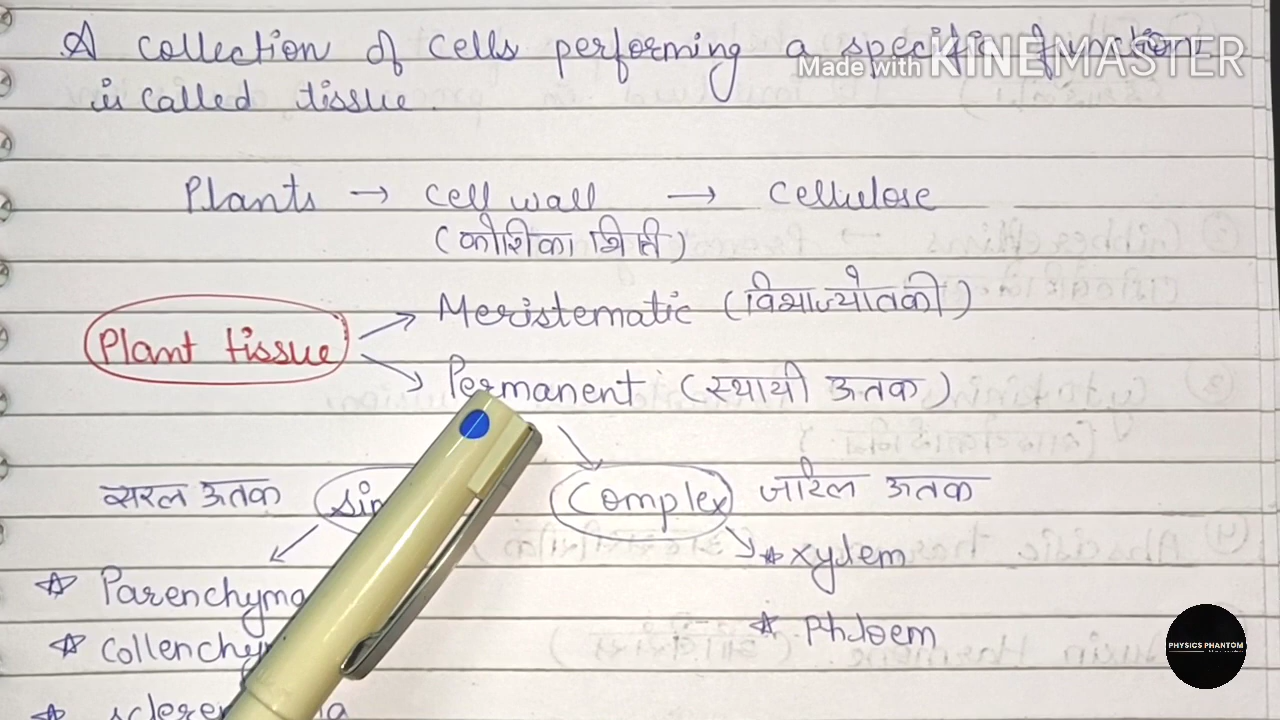 A collection of cells performing a specific function
is called tissue.
Made with KINEMASTER
Plants → cell wall → cellulose
(कोशिका भिती)
Plant tissue
Meristematic (विभाज्योतकी)
Permanent (स्थायी ऊतक)
सरल ऊतक
Complex जटिल ऊतक
Parenchyma
xylem
Phloem
PHYSICS PHANTOM